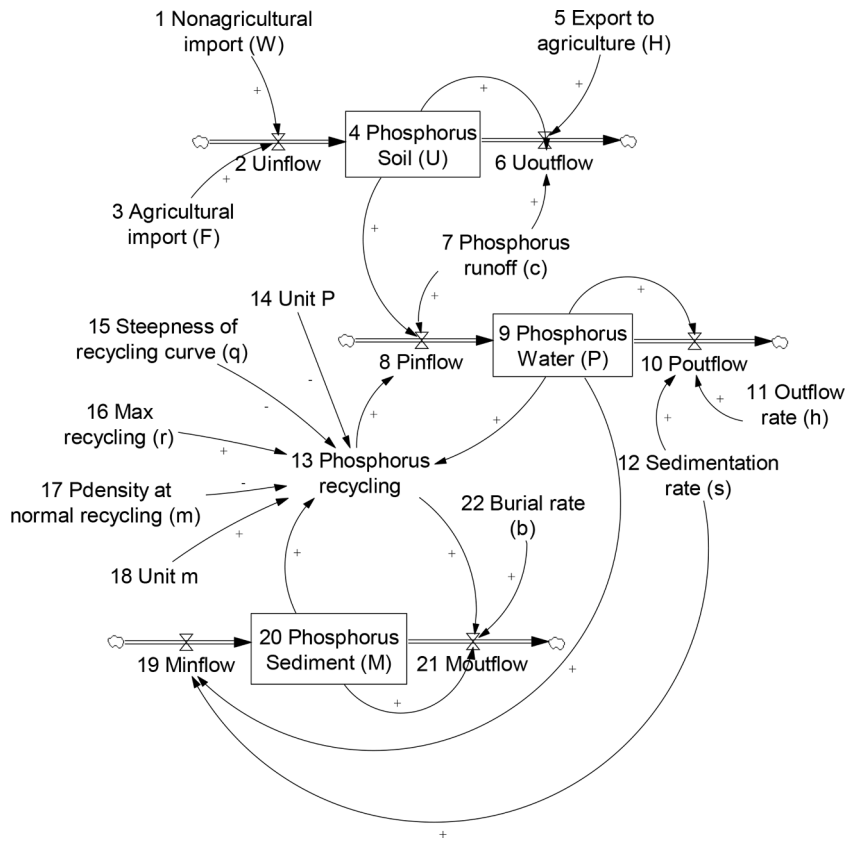 1 Nonagricultural
import (W)
5 Export to
agriculture (H)
+
+
+
4 Phosphorus
Soil (U)
2 Uinflow
6 Uoutflow
+
3 Agricultural
import (F)
+
+
7 Phosphorus
runoff (c)
14 Unit P
+
+
15 Steepness of
recycling curve (q)
9 Phosphorus
Water (P)
8 Pinflow
10 Poutflow
-
11 Outflow
rate (h)
+
-
16 Max
recycling (r)
+
+
+
+
13 Phosphorus
recycling
12 Sedimentation
rate (s)
17 Pdensity at
normal recycling (m)
-
22 Burial rate
(b)
+
18 Unit m
+
+
+
20 Phosphorus
Sediment (M)
19 Minflow
21 Moutflow
+
+
+